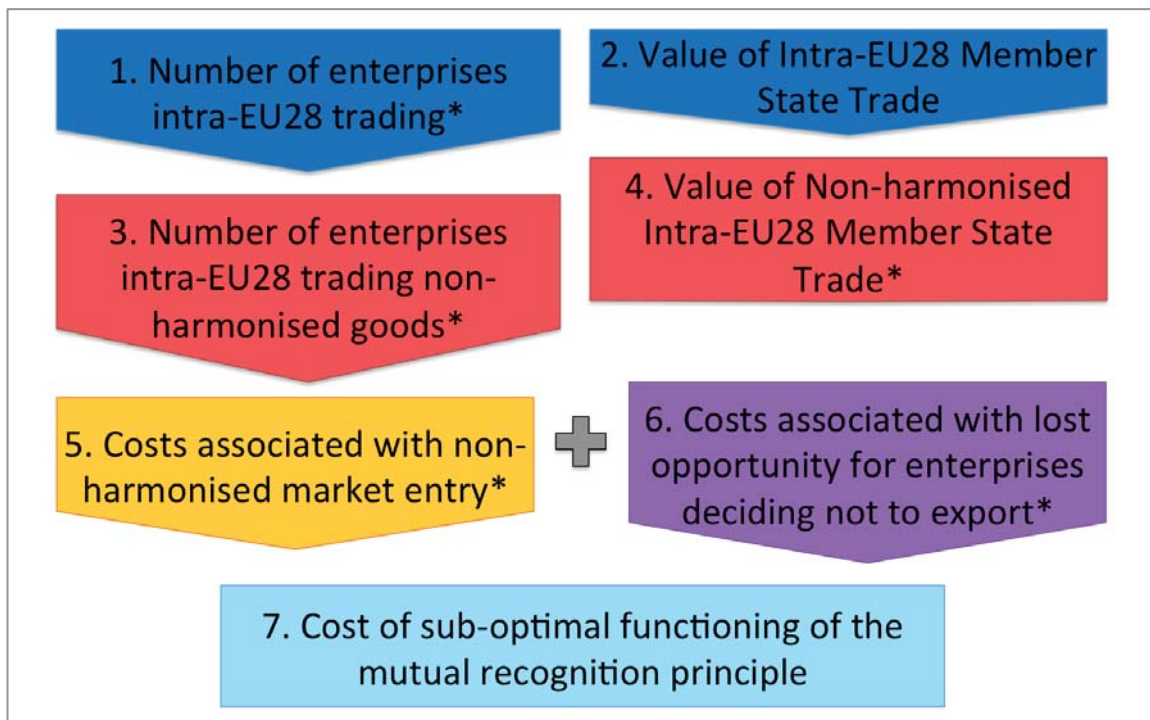 1. Number of enterprises
intra-EU28 trading*
2. Value of Intra-EU28 Member
State Trade
3. Number of enterprises
intra-EU28 trading non-
harmonised goods*
4. Value of Non-harmonised
Intra-EU28 Member State
Trade*
5. Costs associated with non-
harmonised market entry*
6. Costs associated with lost
opportunity for enterprises
deciding not to export*
7. Cost of sub-optimal functioning of the
mutual recognition principle